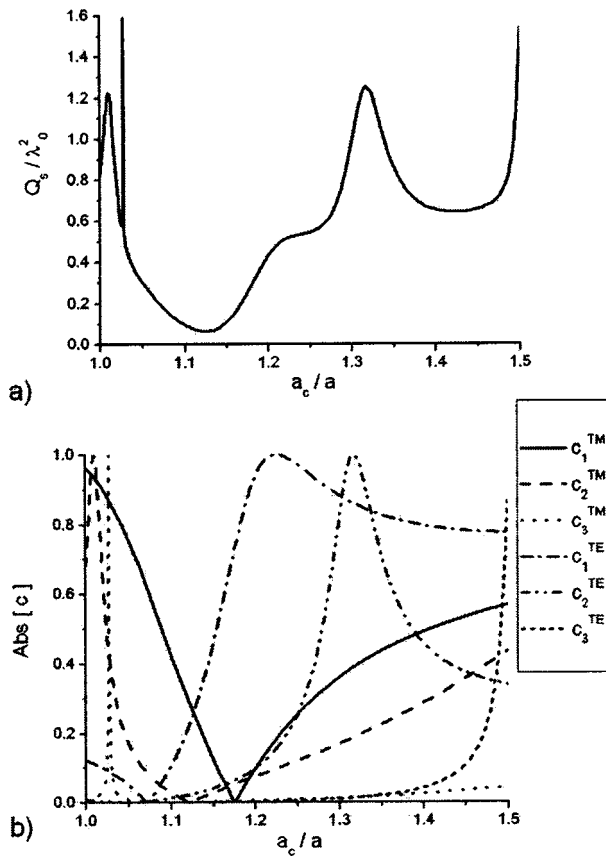 1.6
1.4
1.2
1.0
0.8
0.6
0.4
0.2
0.0
Q_s / λ²_0
1.0 1.1 1.2 1.3 1.4 1.5
a_c / a
a)
1.0
0.8
0.6
0.4
0.2
0.0
Abs [ c ]
1.0 1.1 1.2 1.3 1.4 1.5
a_c / a
b)
c_1^TM
c_2^TM
c_3^TM
c_1^TE
c_2^TE
c_3^TE